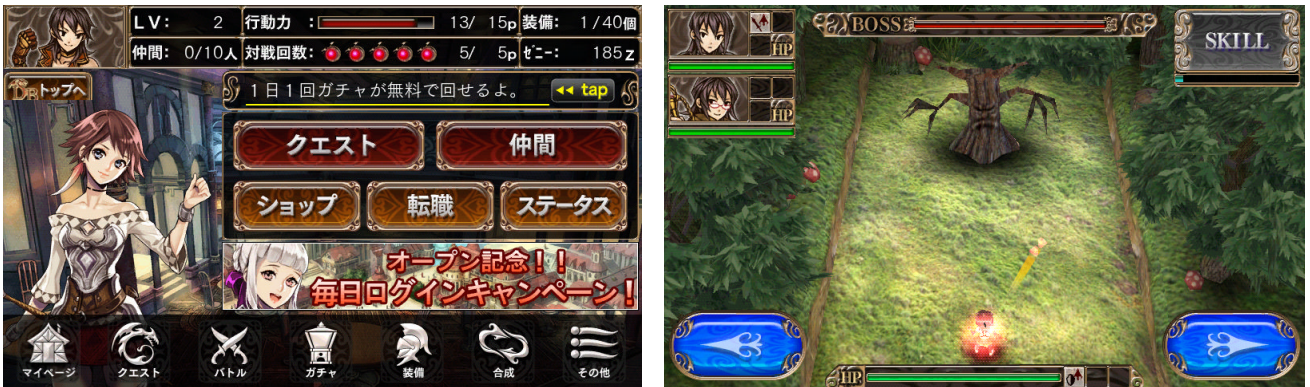 LV: 2 行動力 : 13/ 15p 装備: 1/40個
仲間: 0/10人 対戦回数: 5/ 5p ゼニー: 185z
DRトップへ
1日1回ガチャが無料で回せるよ。 tap
クエスト 仲間
ショップ 転職 ステータス
オープン記念!!
毎日ログインキャンペーン!
マイページ クエスト バトル ガチャ 装備 合成 その他
BOSS
SKILL
HP
HP
HP